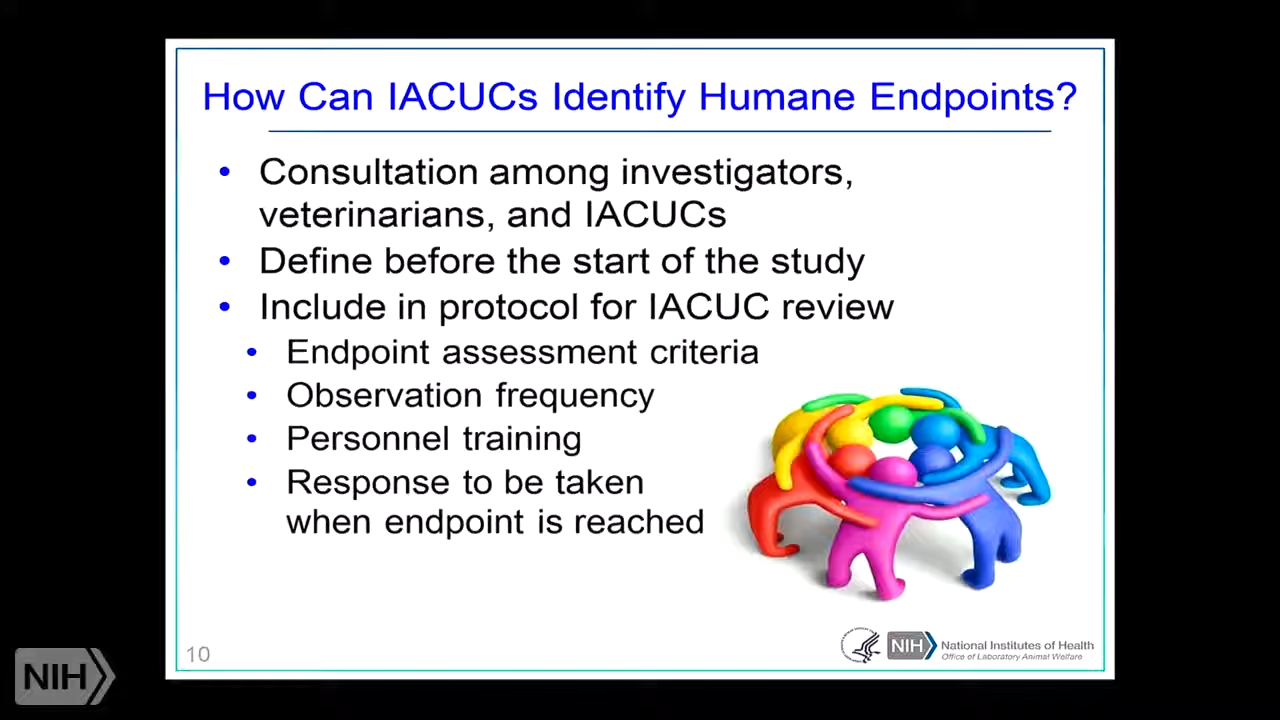 How Can IACUCs Identify Humane Endpoints?
• Consultation among investigators,
veterinarians, and IACUCs
• Define before the start of the study
• Include in protocol for IACUC review
• Endpoint assessment criteria
• Observation frequency
• Personnel training
• Response to be taken
when endpoint is reached
10
NIH
National Institutes of Health
Office of Laboratory Animal Welfare
NIH